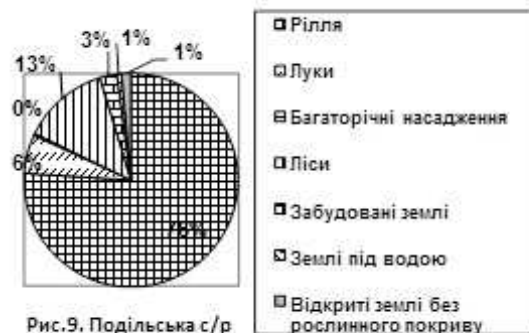 3%
1%
1%
13%
0%
6%
76%
Рис.9. Подільська с/р
Рілля
Луки
Багаторічні насадження
Ліси
Забудовані землі
Землі під водою
Відкриті землі без
рослинного покриву